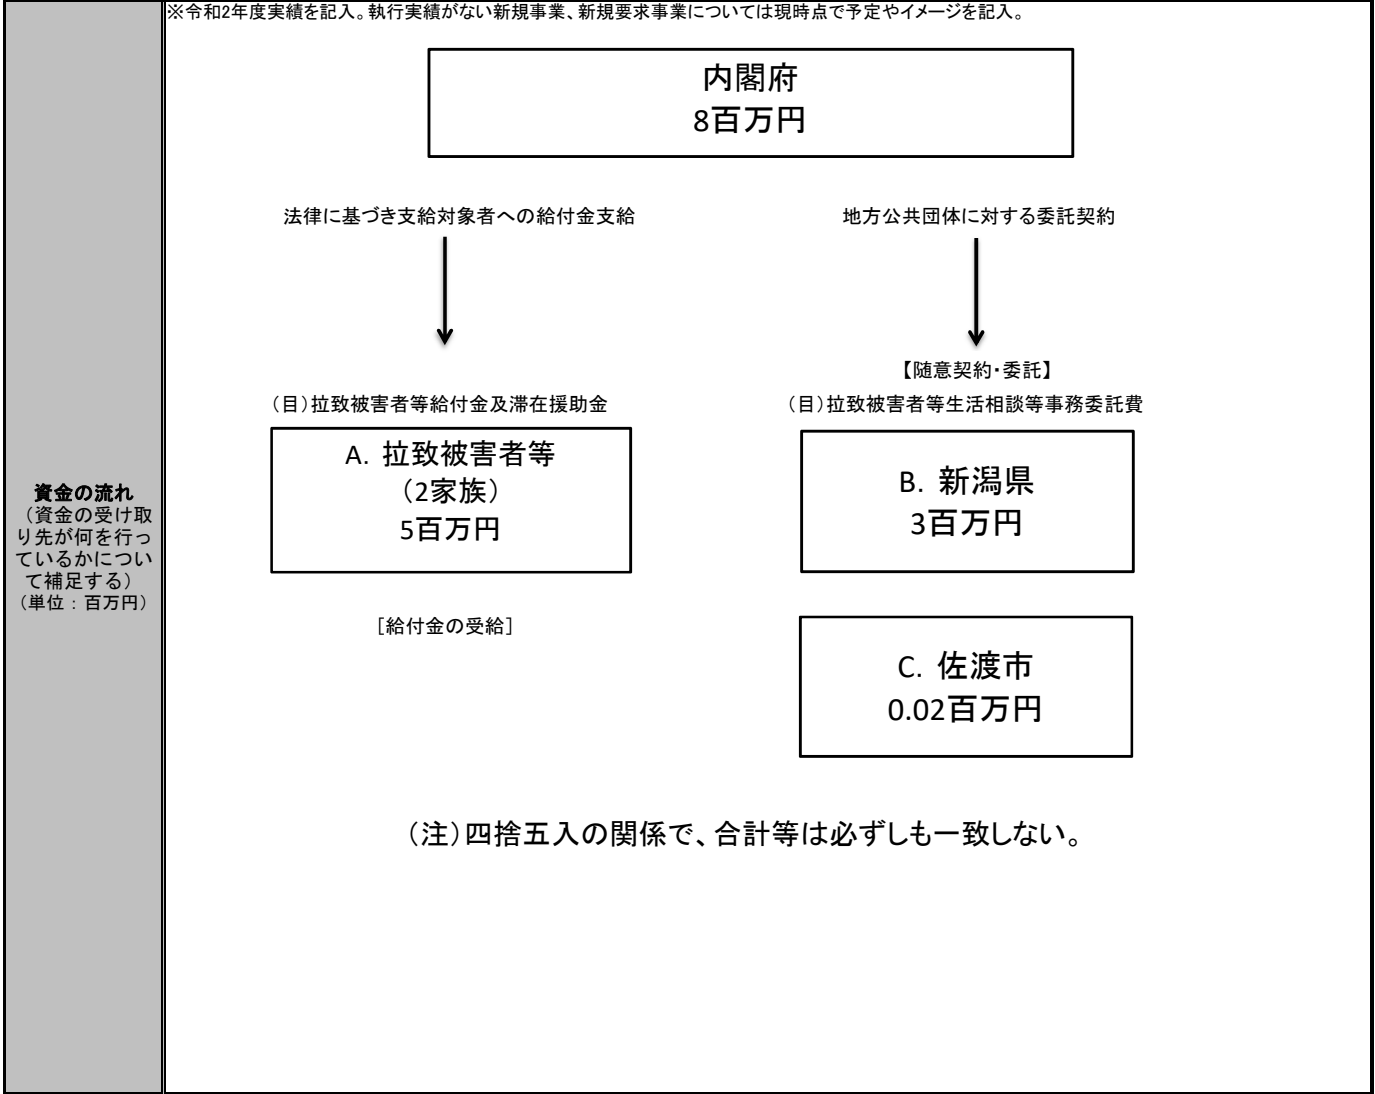 ※令和2年度実績を記入。執行実績がない新規事業、新規要求事業については現時点で予定やイメージを記入。
内閣府
8百万円
法律に基づき支給対象者への給付金支給
地方公共団体に対する委託契約
【随意契約・委託】
（目）拉致被害者等給付金及滞在援助金
（目）拉致被害者等生活相談等事務委託費
A. 拉致被害者等
（2家族）
5百万円
B. 新潟県
3百万円
資金の流れ
（資金の受け取
り先が何を行っ
ているかについ
て補足する）
（単位：百万円）
［給付金の受給］
C. 佐渡市
0.02百万円
（注）四捨五入の関係で、合計等は必ずしも一致しない。